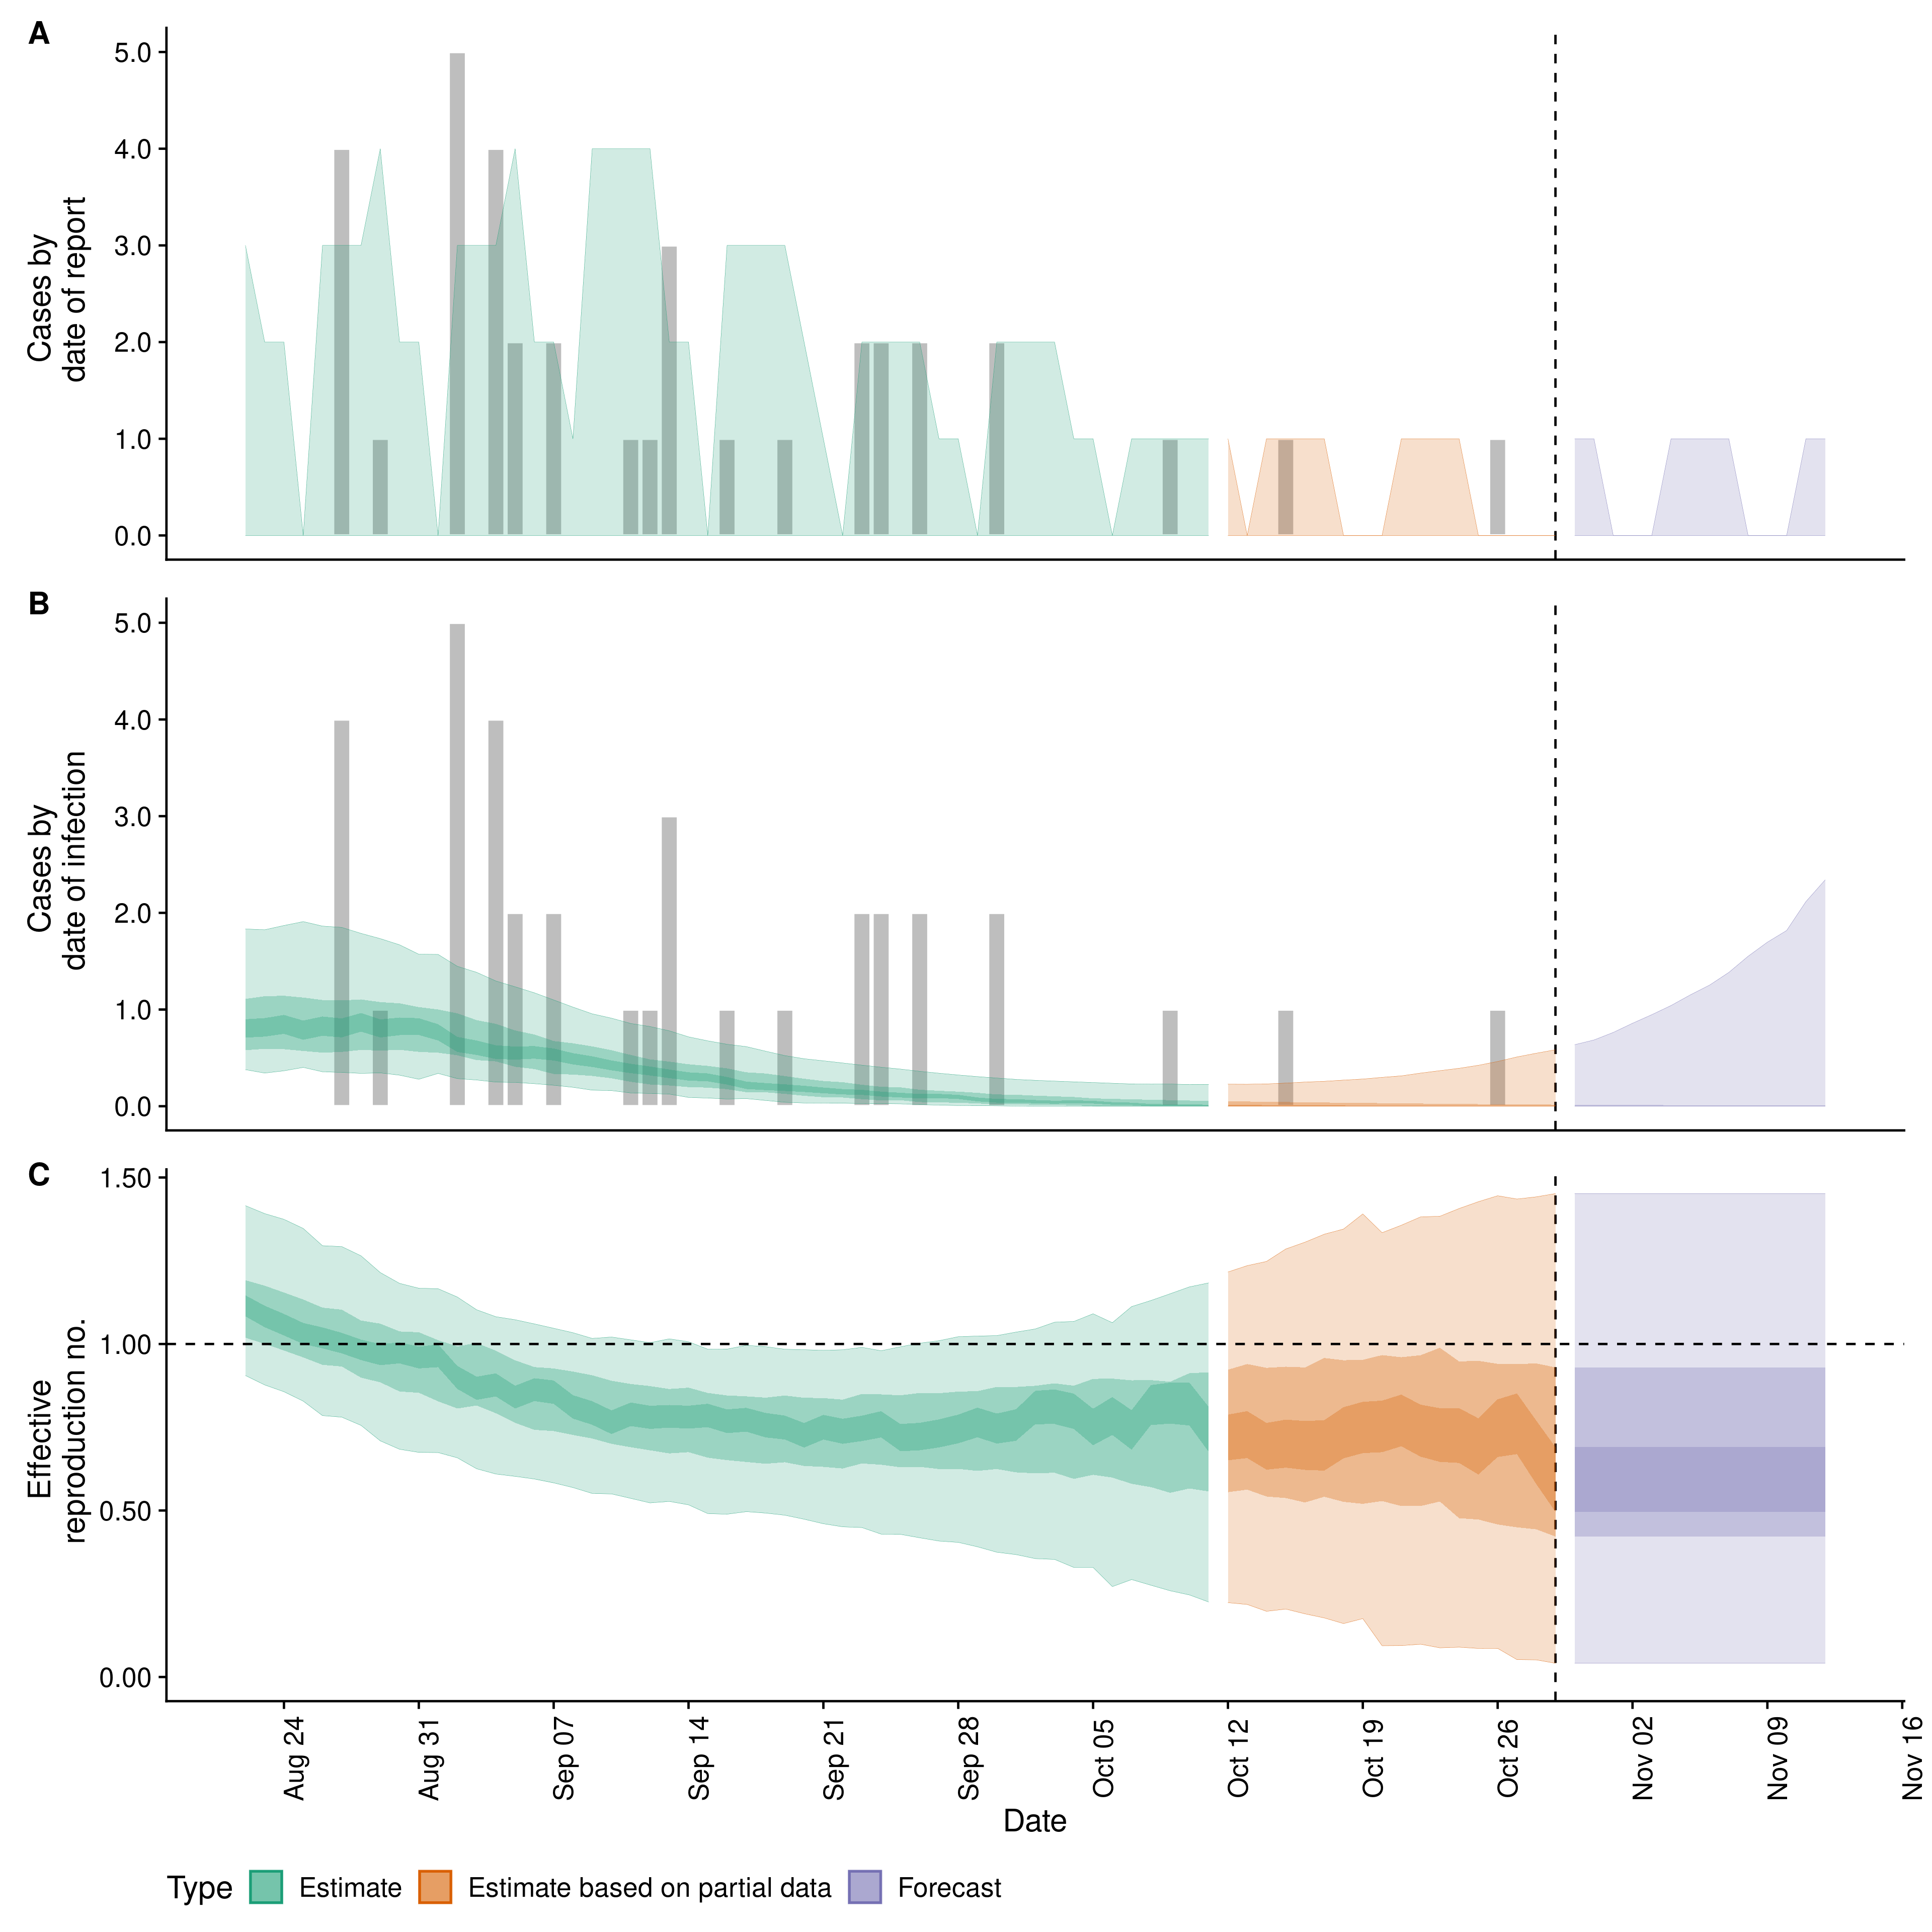 A
5.0
4.0
3.0
2.0
1.0
0.0
Cases by
date of report
B
5.0
4.0
3.0
2.0
1.0
0.0
Cases by
date of infection
C
1.50
1.00
0.50
0.00
Effective
reproduction no.
Aug 24
Aug 31
Sep 07
Sep 14
Sep 21
Sep 28
Oct 05
Oct 12
Oct 19
Oct 26
Nov 02
Nov 09
Nov 16
Date
Type Estimate Estimate based on partial data Forecast